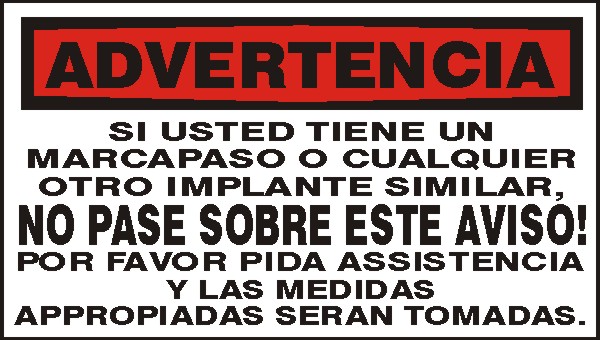 ADVERTENCIA
SI USTED TIENE UN
MARCAPASO O CUALQUIER
OTRO IMPLANTE SIMILAR,
NO PASE SOBRE ESTE AVISO!
POR FAVOR PIDA ASSISTENCIA
Y LAS MEDIDAS
APPROPIADAS SERAN TOMADAS.